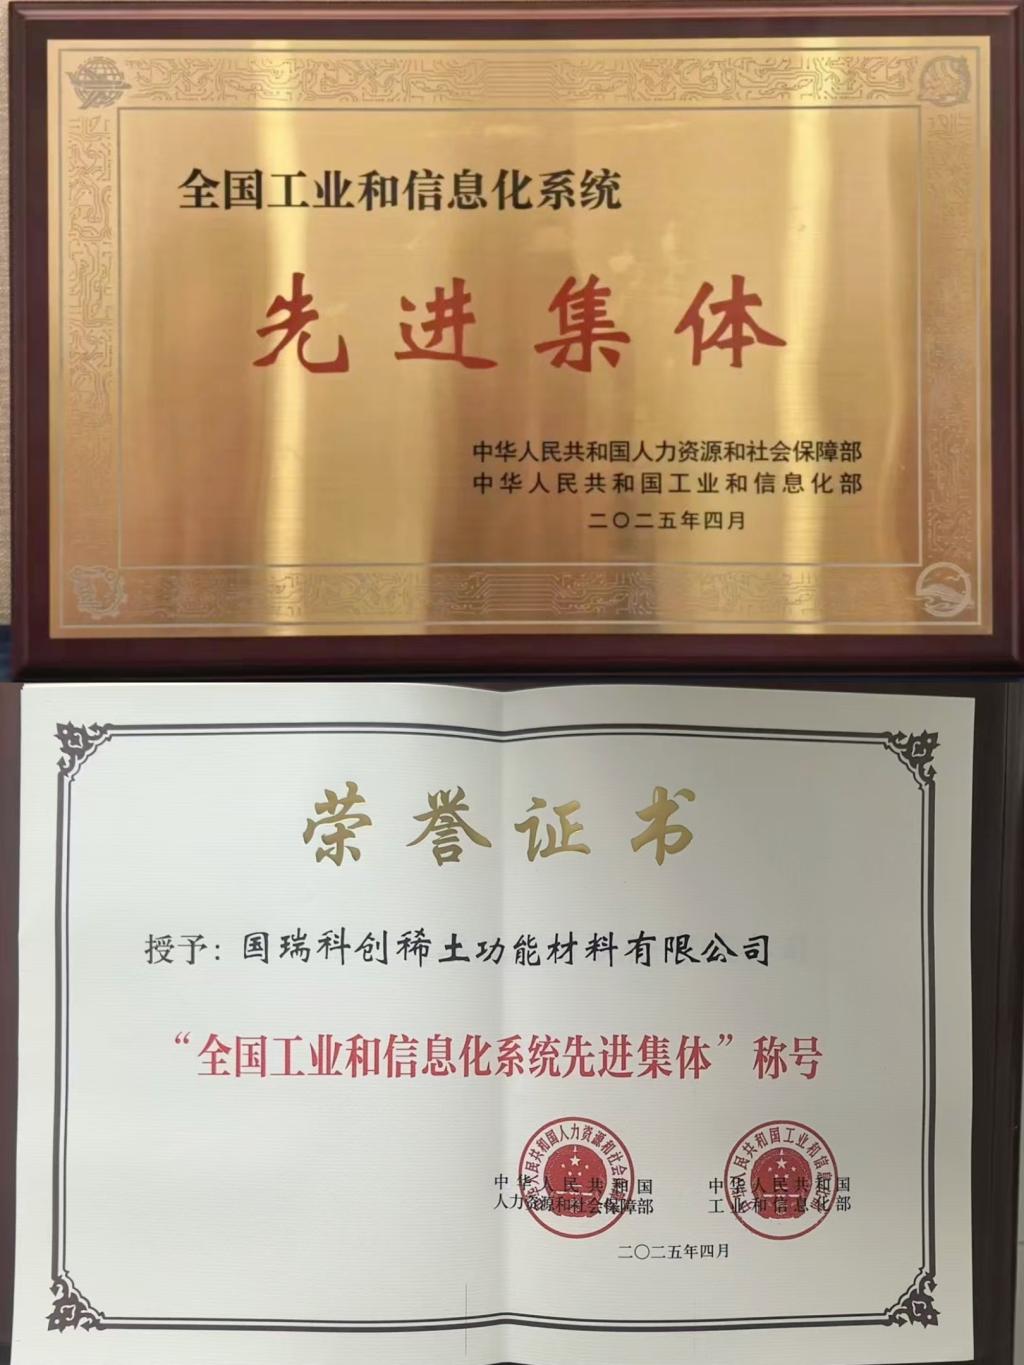 全国工业和信息化系统
先进集体
中华人民共和国人力资源和社会保障部
中华人民共和国工业和信息化部
二〇二五年四月
荣誉证书
授予：国瑞科创稀土功能材料有限公司
“全国工业和信息化系统先进集体”称号
中华人民共和国
人力资源和社会保障部
中华人民共和国
工业和信息化部
二〇二五年四月